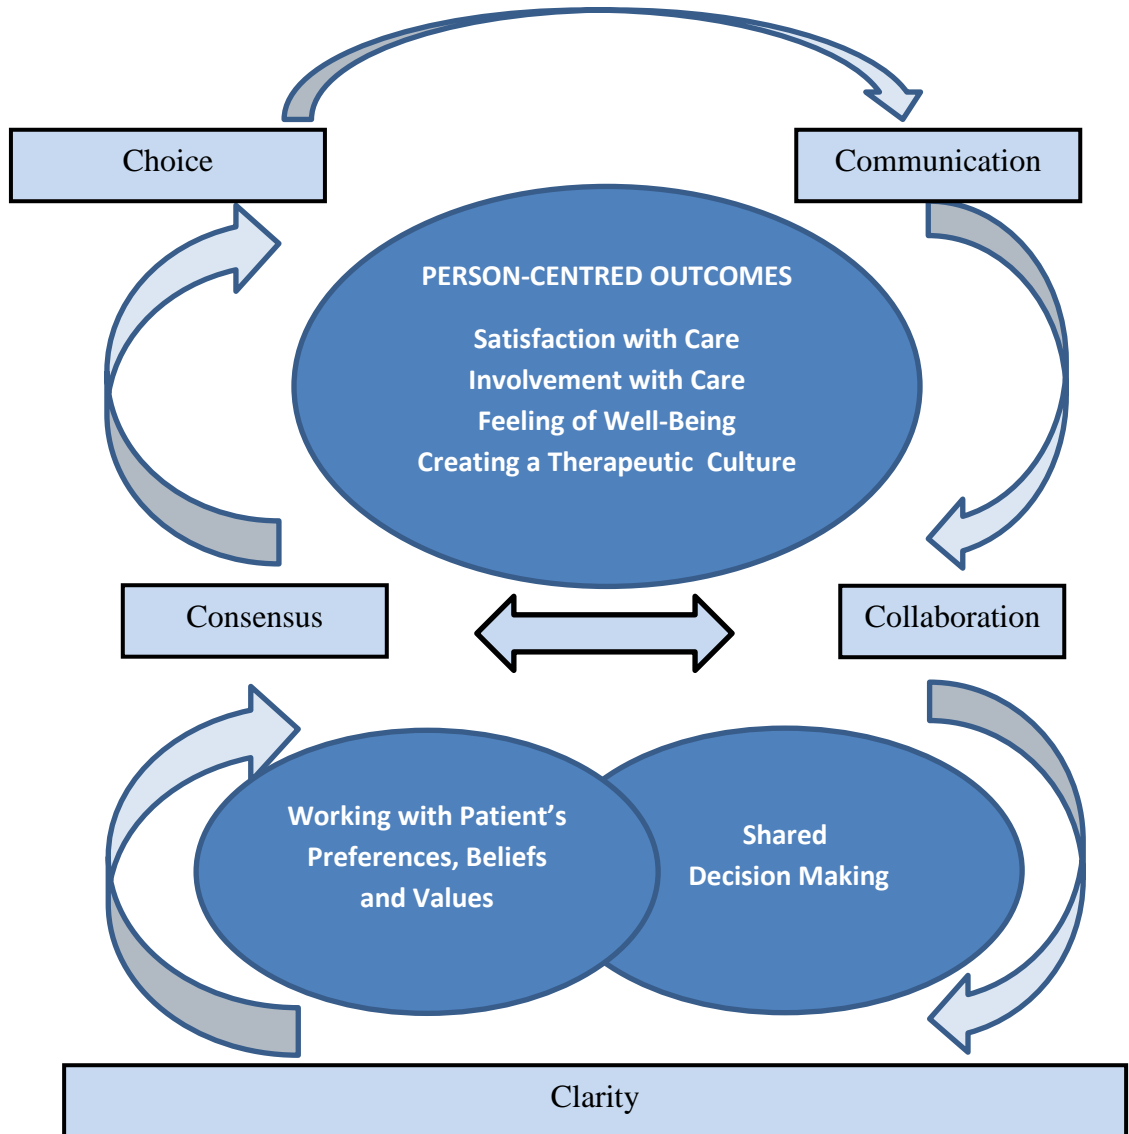 Choice
Communication
PERSON-CENTRED OUTCOMES
Satisfaction with Care
Involvement with Care
Feeling of Well-Being
Creating a Therapeutic  Culture
Consensus
Collaboration
Working with Patient’s
Preferences, Beliefs
and Values
Shared
Decision Making
Clarity